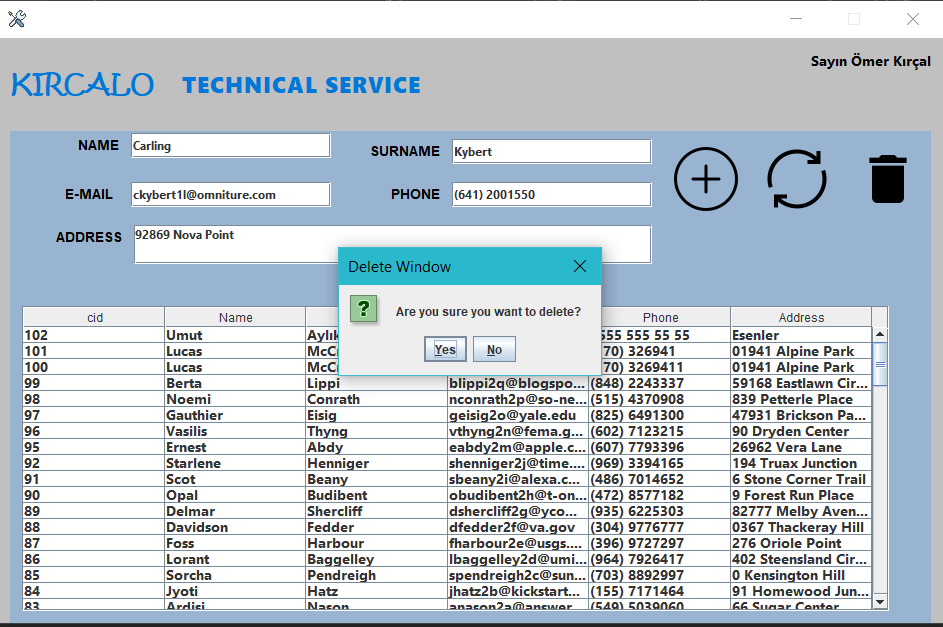 Sayın Ömer Kırçal
KIRCALO TECHNICAL SERVICE
NAME Carling SURNAME Kybert
E-MAIL ckybert1l@omniture.com PHONE (641) 2001550
ADDRESS 92869 Nova Point
Delete Window
?
Are you sure you want to delete?
Yes No
cid Name Phone Address
102 Umut Aylık 555 555 55 55 Esenler
101 Lucas McC 70) 326941 01941 Alpine Park
100 Lucas McC 70) 3269411 01941 Alpine Park
99 Berta Lippi blippi2q@blogspo... (848) 2243337 59168 Eastlawn Cir...
98 Noemi Conrath nconrath2p@so-ne... (515) 4370908 839 Petterle Place
97 Gauthier Eisig geisig2o@yale.edu (825) 6491300 47931 Brickson Pa...
96 Vasilis Thyng vthyng2n@fema.g... (602) 7123215 90 Dryden Center
95 Ernest Abdy eabdy2m@apple.c... (607) 7793396 26962 Vera Lane
92 Starlene Henniger shenniger2j@time.... (969) 3394165 194 Truax Junction
91 Scot Beany sbeany2i@alexa.c... (486) 7014652 6 Stone Corner Trail
90 Opal Budibent obudibent2h@t-on... (472) 8577182 9 Forest Run Place
89 Delmar Shercliff dshercliff2g@yco... (935) 6225303 82777 Melby Aven...
88 Davidson Fedder dfedder2f@va.gov (304) 9776777 0367 Thackeray Hill
87 Foss Harbour fharbour2e@usgs.... (396) 9727297 276 Oriole Point
86 Lorant Baggelley lbaggelley2d@umi... (964) 7926417 402 Steensland Cir...
85 Sorcha Pendreigh spendreigh2c@sun... (703) 8892997 0 Kensington Hill
84 Jyoti Hatz jhatz2b@kickstart... (155) 7171464 91 Homewood Jun...
83 Ardisj Nason anason2a@answer... (549) 5039060 66 Sugar Center